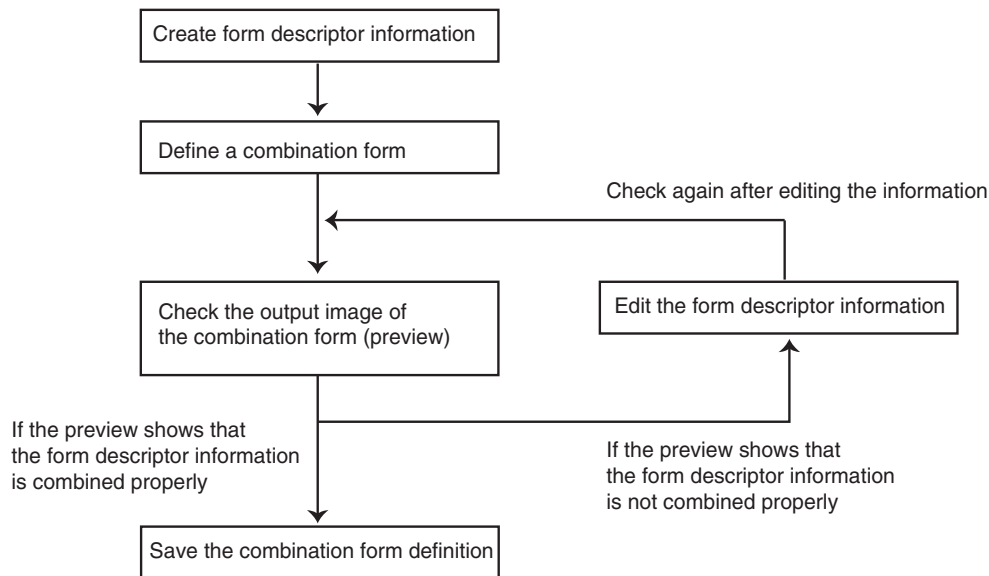 Create form descriptor information
Define a combination form
Check again after editing the information
Check the output image of
the combination form (preview)
Edit the form descriptor information
If the preview shows that
the form descriptor information
is combined properly
If the preview shows that
the form descriptor information
is not combined properly
Save the combination form definition